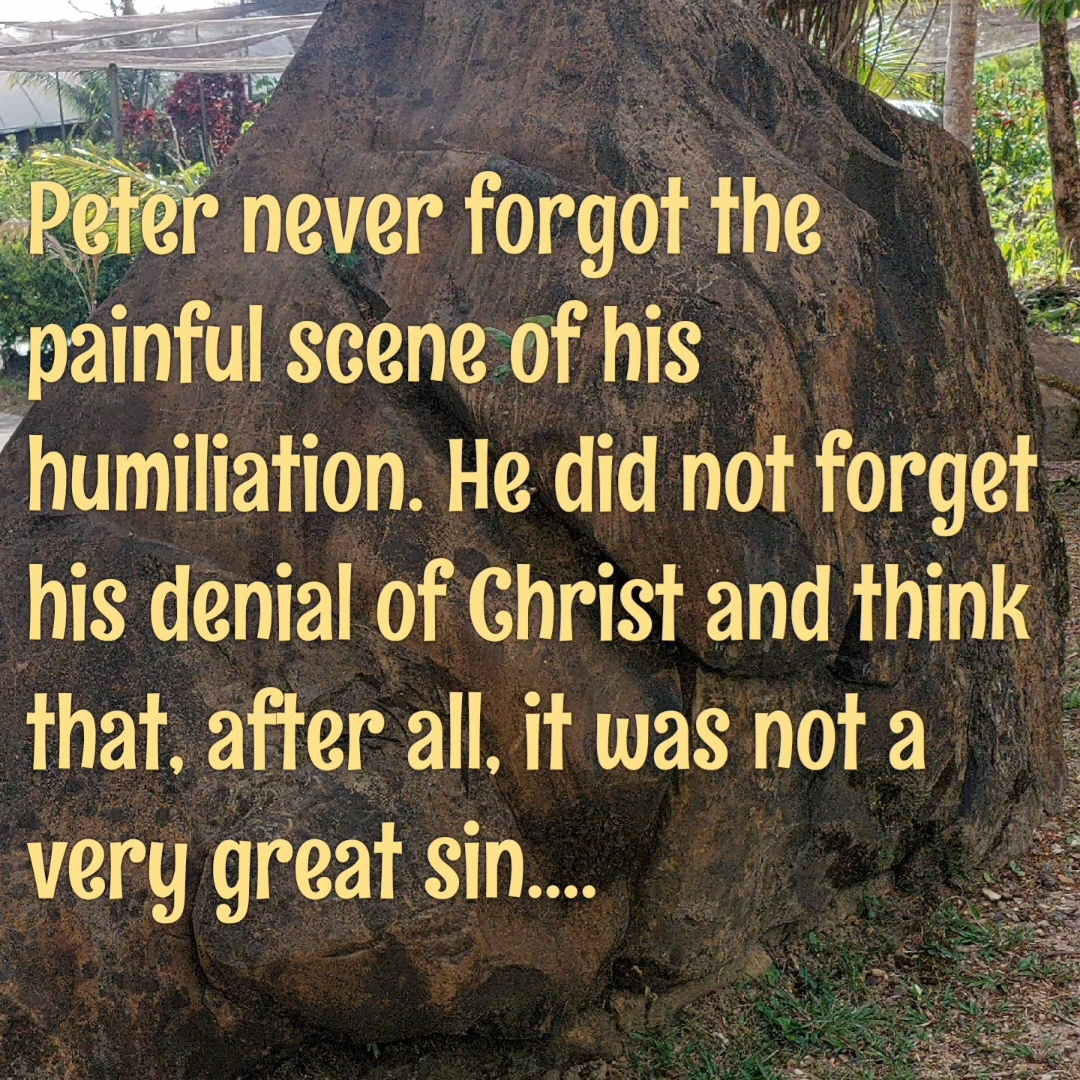 Peter never forgot the
painful scene of his
humiliation. He did not forget
his denial of Christ and think
that, after all, it was not a
very great sin....